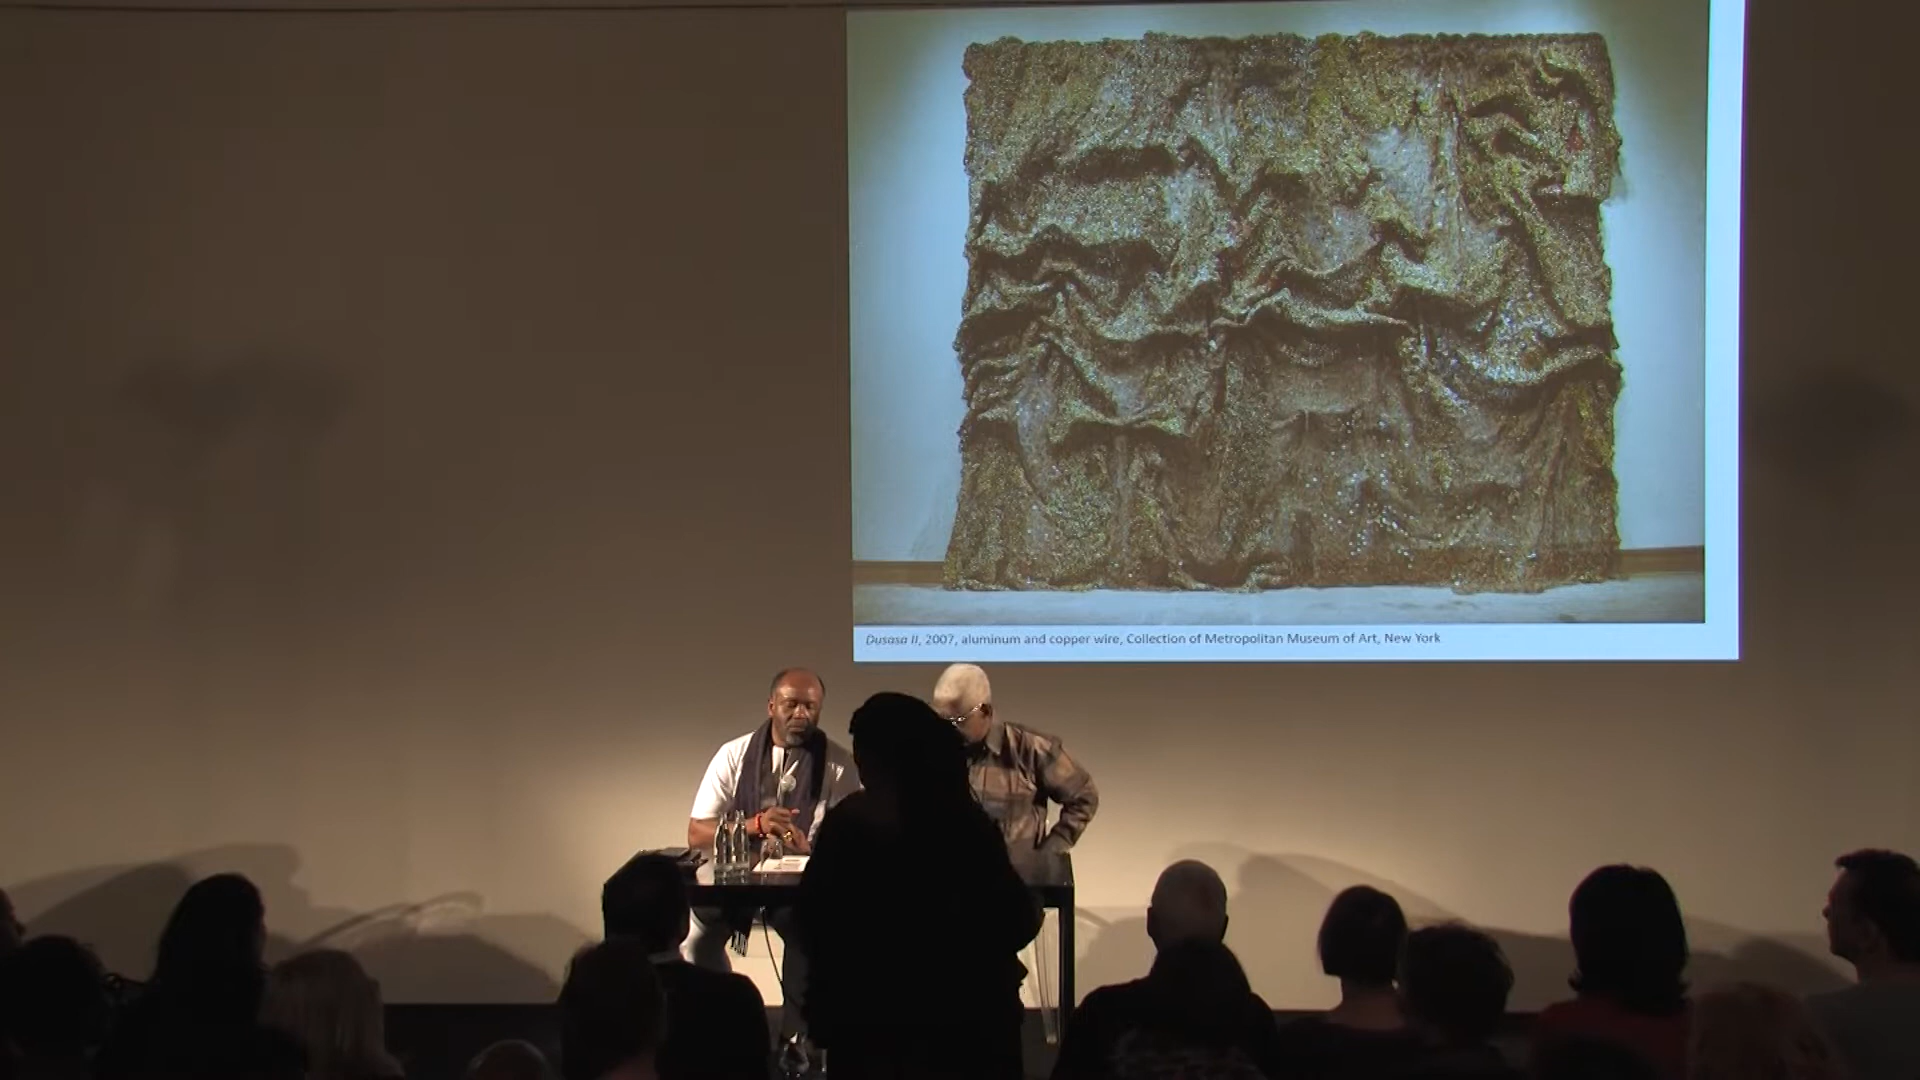 Dusasa II, 2007, aluminum and copper wire, Collection of Metropolitan Museum of Art, New York